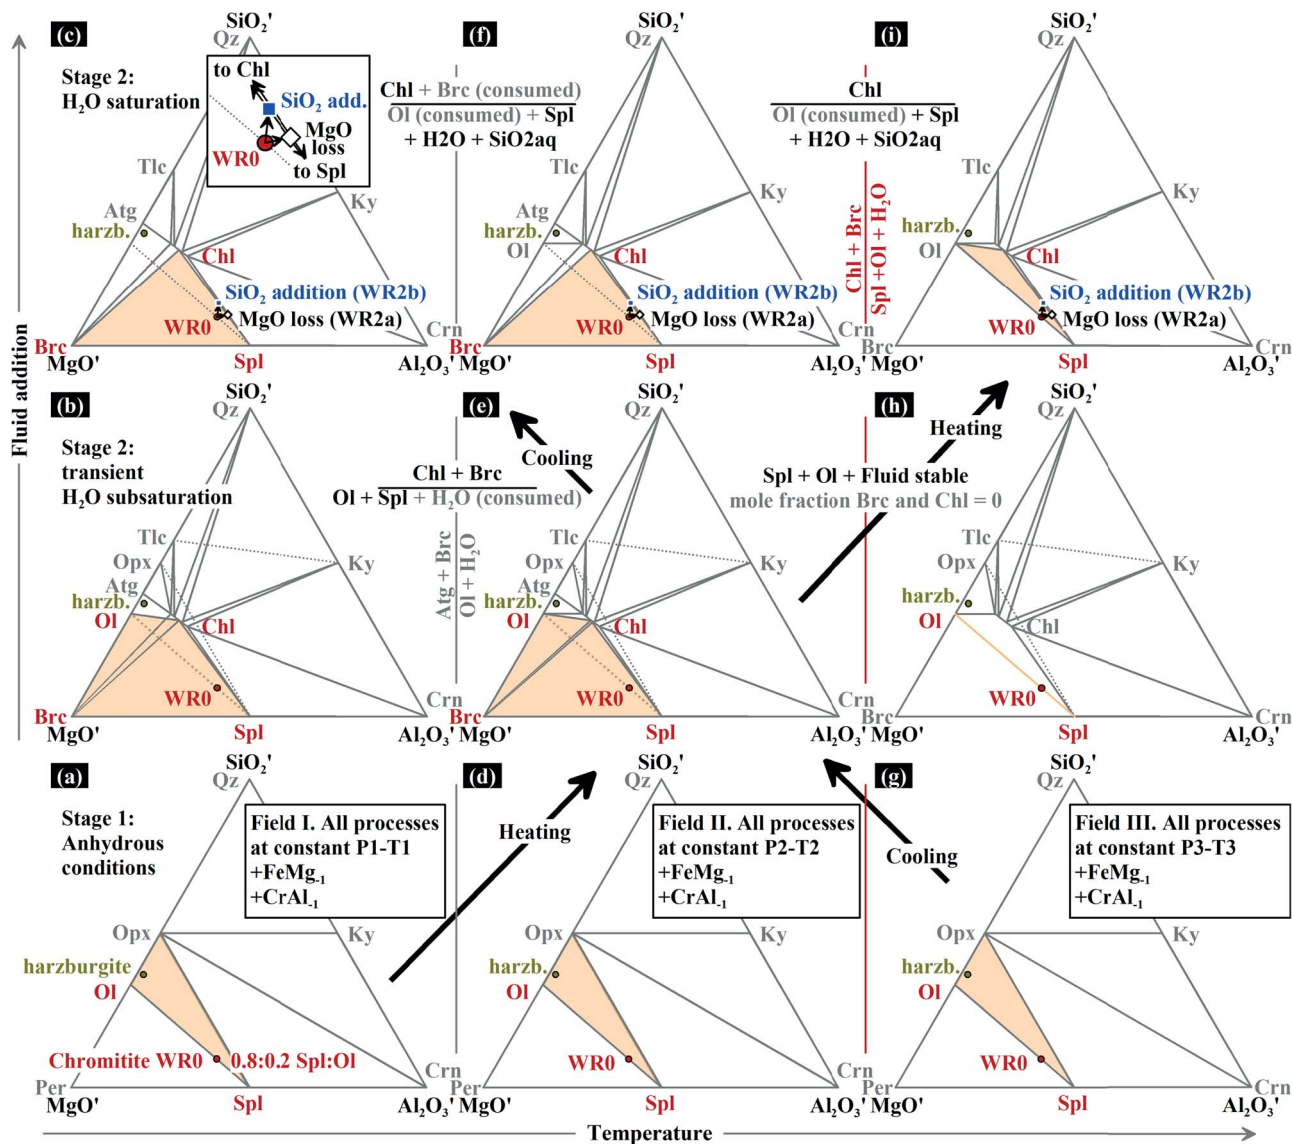 Fluid addition
(c)
SiO₂'
Qz
Stage 2:
H₂O saturation
to Chl
SiO₂ add.
MgO
loss
WR0
to Spl
Tlc
Ky
Atg
harzb.
Chl
SiO₂ addition (WR2b)
WR0
MgO loss (WR2a)
Brc
MgO'
Spl
Crn
Al₂O₃'
(f)
SiO₂'
Qz
Chl + Brc (consumed)
Ol (consumed) + Spl
+ H2O + SiO2aq
Tlc
Ky
Atg
harzb.
Ol
Chl
SiO₂ addition (WR2b)
WR0
MgO loss (WR2a)
Brc
MgO'
Spl
Crn
Al₂O₃'
(i)
SiO₂'
Qz
Chl
Ol (consumed) + Spl
+ H2O + SiO2aq
Chl + Brc
Spl +Ol + H₂O
Tlc
Ky
harzb.
Ol
Chl
SiO₂ addition (WR2b)
WR0
MgO loss (WR2a)
Brc
MgO'
Spl
Crn
Al₂O₃'
(b)
SiO₂'
Qz
Stage 2:
transient
H₂O subsaturation
Tlc
Opx
Ky
Atg
harzb.
Ol
Chl
WR0
Brc
MgO'
Spl
Crn
Al₂O₃'
(e)
SiO₂'
Qz
Cooling
Chl + Brc
Ol + Spl + H₂O (consumed)
Atg + Brc
Ol + H₂O
Tlc
Opx
Ky
Atg
harzb.
Ol
Chl
WR0
Brc
MgO'
Spl
Crn
Al₂O₃'
(h)
SiO₂'
Qz
Heating
Spl + Ol + Fluid stable
mole fraction Brc and Chl = 0
Tlc
Opx
Ky
harzb.
Ol
Chl
WR0
Brc
MgO'
Spl
Crn
Al₂O₃'
(a)
SiO₂'
Qz
Stage 1:
Anhydrous
conditions
Field I. All processes
at constant P1-T1
+FeMg₋₁
+CrAl₋₁
Heating
Opx
Ky
harzburgite
Ol
Chromitite WR0
0.8:0.2 Spl:Ol
Per
MgO'
Spl
Crn
Al₂O₃'
(d)
SiO₂'
Qz
Field II. All processes
at constant P2-T2
+FeMg₋₁
+CrAl₋₁
Cooling
Opx
Ky
harzb.
Ol
WR0
Per
MgO'
Spl
Crn
Al₂O₃'
(g)
SiO₂'
Qz
Field III. All processes
at constant P3-T3
+FeMg₋₁
+CrAl₋₁
Opx
Ky
harzb.
Ol
WR0
Per
MgO'
Spl
Crn
Al₂O₃'
Temperature